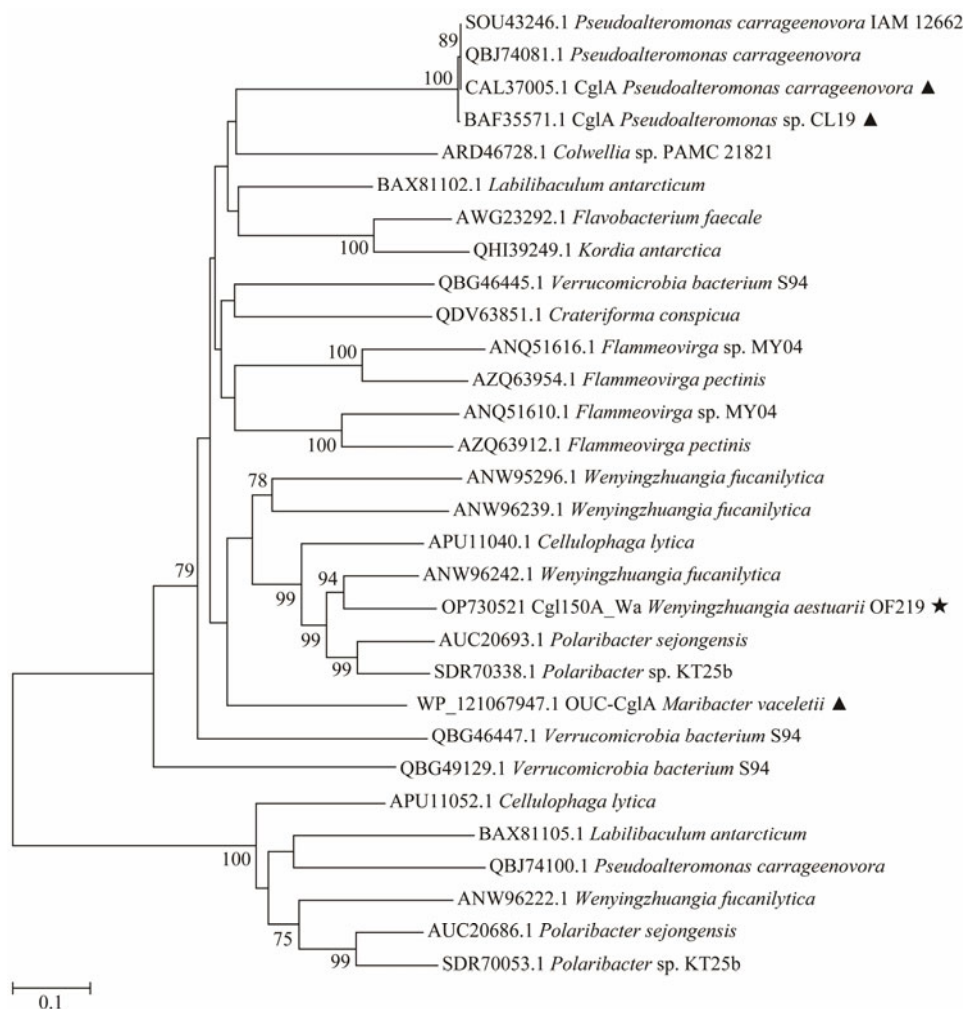 SOU43246.1 Pseudoalteromonas carrageenovora IAM 12662
89
QBJ74081.1 Pseudoalteromonas carrageenovora
100
CAL37005.1 CglA Pseudoalteromonas carrageenovora ▲
BAF35571.1 CglA Pseudoalteromonas sp. CL19 ▲
ARD46728.1 Colwellia sp. PAMC 21821
BAX81102.1 Labilibaculum antarcticum
AWG23292.1 Flavobacterium faecale
100
QHI39249.1 Kordia antarctica
QBG46445.1 Verrucomicrobia bacterium S94
QDV63851.1 Crateriforma conspicua
100
ANQ51616.1 Flammeovirga sp. MY04
AZQ63954.1 Flammeovirga pectinis
ANQ51610.1 Flammeovirga sp. MY04
100
AZQ63912.1 Flammeovirga pectinis
78
ANW95296.1 Wenyingzhuangia fucanilytica
ANW96239.1 Wenyingzhuangia fucanilytica
APU11040.1 Cellulophaga lytica
79
94
ANW96242.1 Wenyingzhuangia fucanilytica
99
OP730521 Cgl150A_Wa Wenyingzhuangia aestuarii OF219 ★
99
AUC20693.1 Polaribacter sejongensis
99
SDR70338.1 Polaribacter sp. KT25b
WP_121067947.1 OUC-CglA Maribacter vaceletii ▲
QBG46447.1 Verrucomicrobia bacterium S94
QBG49129.1 Verrucomicrobia bacterium S94
APU11052.1 Cellulophaga lytica
BAX81105.1 Labilibaculum antarcticum
100
QBJ74100.1 Pseudoalteromonas carrageenovora
ANW96222.1 Wenyingzhuangia fucanilytica
75
AUC20686.1 Polaribacter sejongensis
99
SDR70053.1 Polaribacter sp. KT25b
0.1